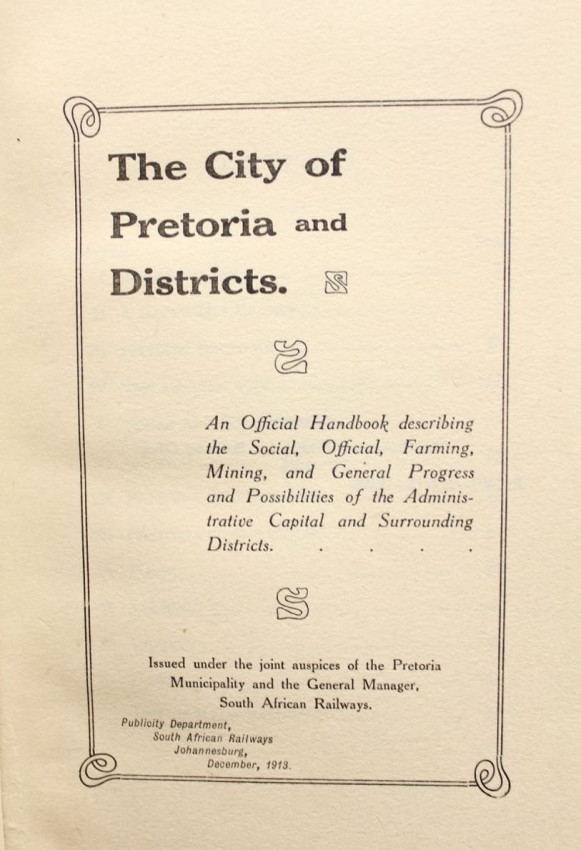 The City of
Pretoria and
Districts.
An Official Handbook describing
the Social, Official, Farming,
Mining, and General Progress
and Possibilities of the Adminis-
trative Capital and Surrounding
Districts. . . . .
Issued under the joint auspices of the Pretoria
Municipality and the General Manager,
South African Railways.
Publicity Department,
South African Railways
Johannesburg,
December, 1913.